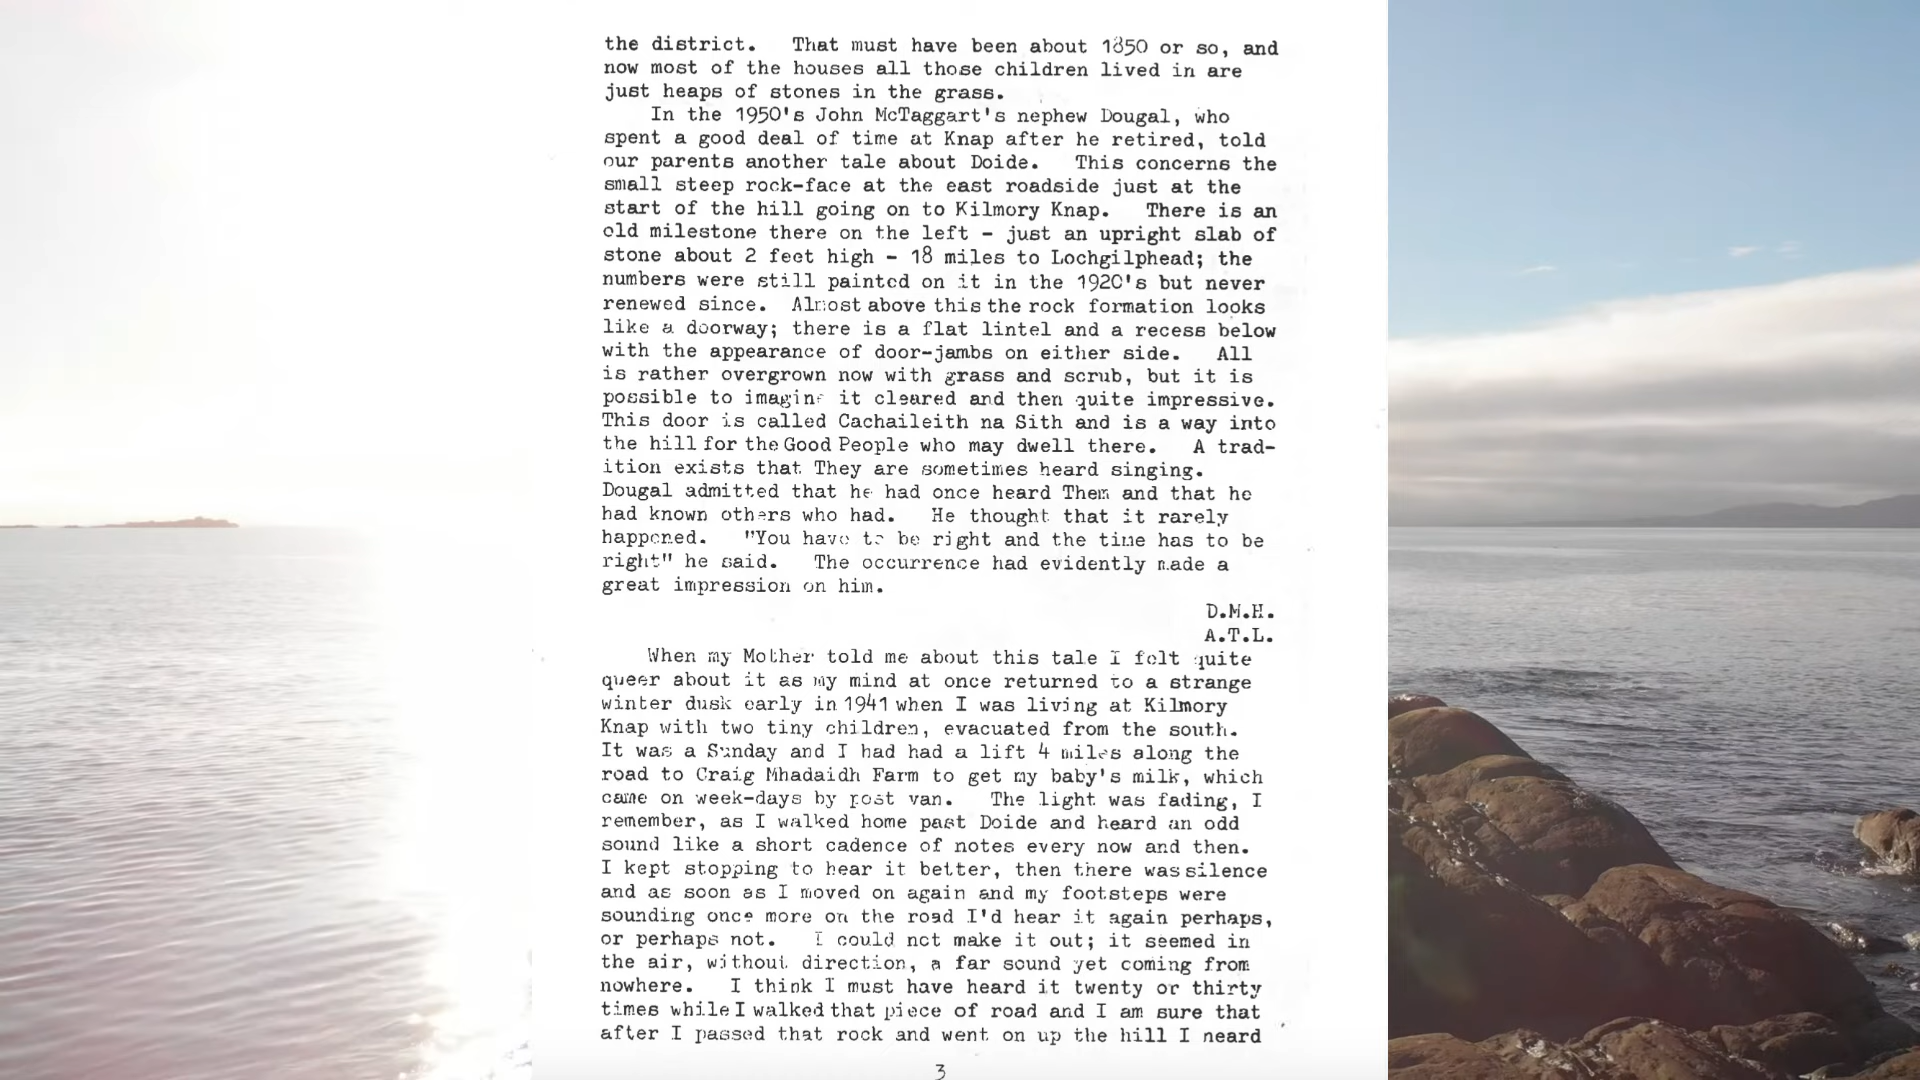 the district. That must have been about 1850 or so, and
now most of the houses all those children lived in are
just heaps of stones in the grass.
In the 1950's John McTaggart's nephew Dougal, who
spent a good deal of time at Knap after he retired, told
our parents another tale about Doide. This concerns the
small steep rock-face at the east roadside just at the
start of the hill going on to Kilmory Knap. There is an
old milestone there on the left - just an upright slab of
stone about 2 feet high - 18 miles to Lochgilphead; the
numbers were still painted on it in the 1920's but never
renewed since. Almost above this the rock formation looks
like a doorway; there is a flat lintel and a recess below
with the appearance of door-jambs on either side. All
is rather overgrown now with grass and scrub, but it is
possible to imagine it cleared and then quite impressive.
This door is called Cachaileith na Sith and is a way into
the hill for the Good People who may dwell there. A trad-
ition exists that They are sometimes heard singing.
Dougal admitted that he had once heard Them and that he
had known others who had. He thought that it rarely
happened. "You have to be right and the time has to be
right" he said. The occurrence had evidently made a
great impression on him.
D.M.H.
A.T.L.
When my Mother told me about this tale I felt quite
queer about it as my mind at once returned to a strange
winter dusk early in 1941 when I was living at Kilmory
Knap with two tiny children, evacuated from the south.
It was a Sunday and I had had a lift 4 miles along the
road to Craig Mhadaidh Farm to get my baby's milk, which
came on week-days by post van. The light was fading, I
remember, as I walked home past Doide and heard an odd
sound like a short cadence of notes every now and then.
I kept stopping to hear it better, then there was silence
and as soon as I moved on again and my footsteps were
sounding once more on the road I'd hear it again perhaps,
or perhaps not. I could not make it out; it seemed in
the air, without direction, a far sound yet coming from
nowhere. I think I must have heard it twenty or thirty
times while I walked that piece of road and I am sure that
after I passed that rock and went on up the hill I heard
3